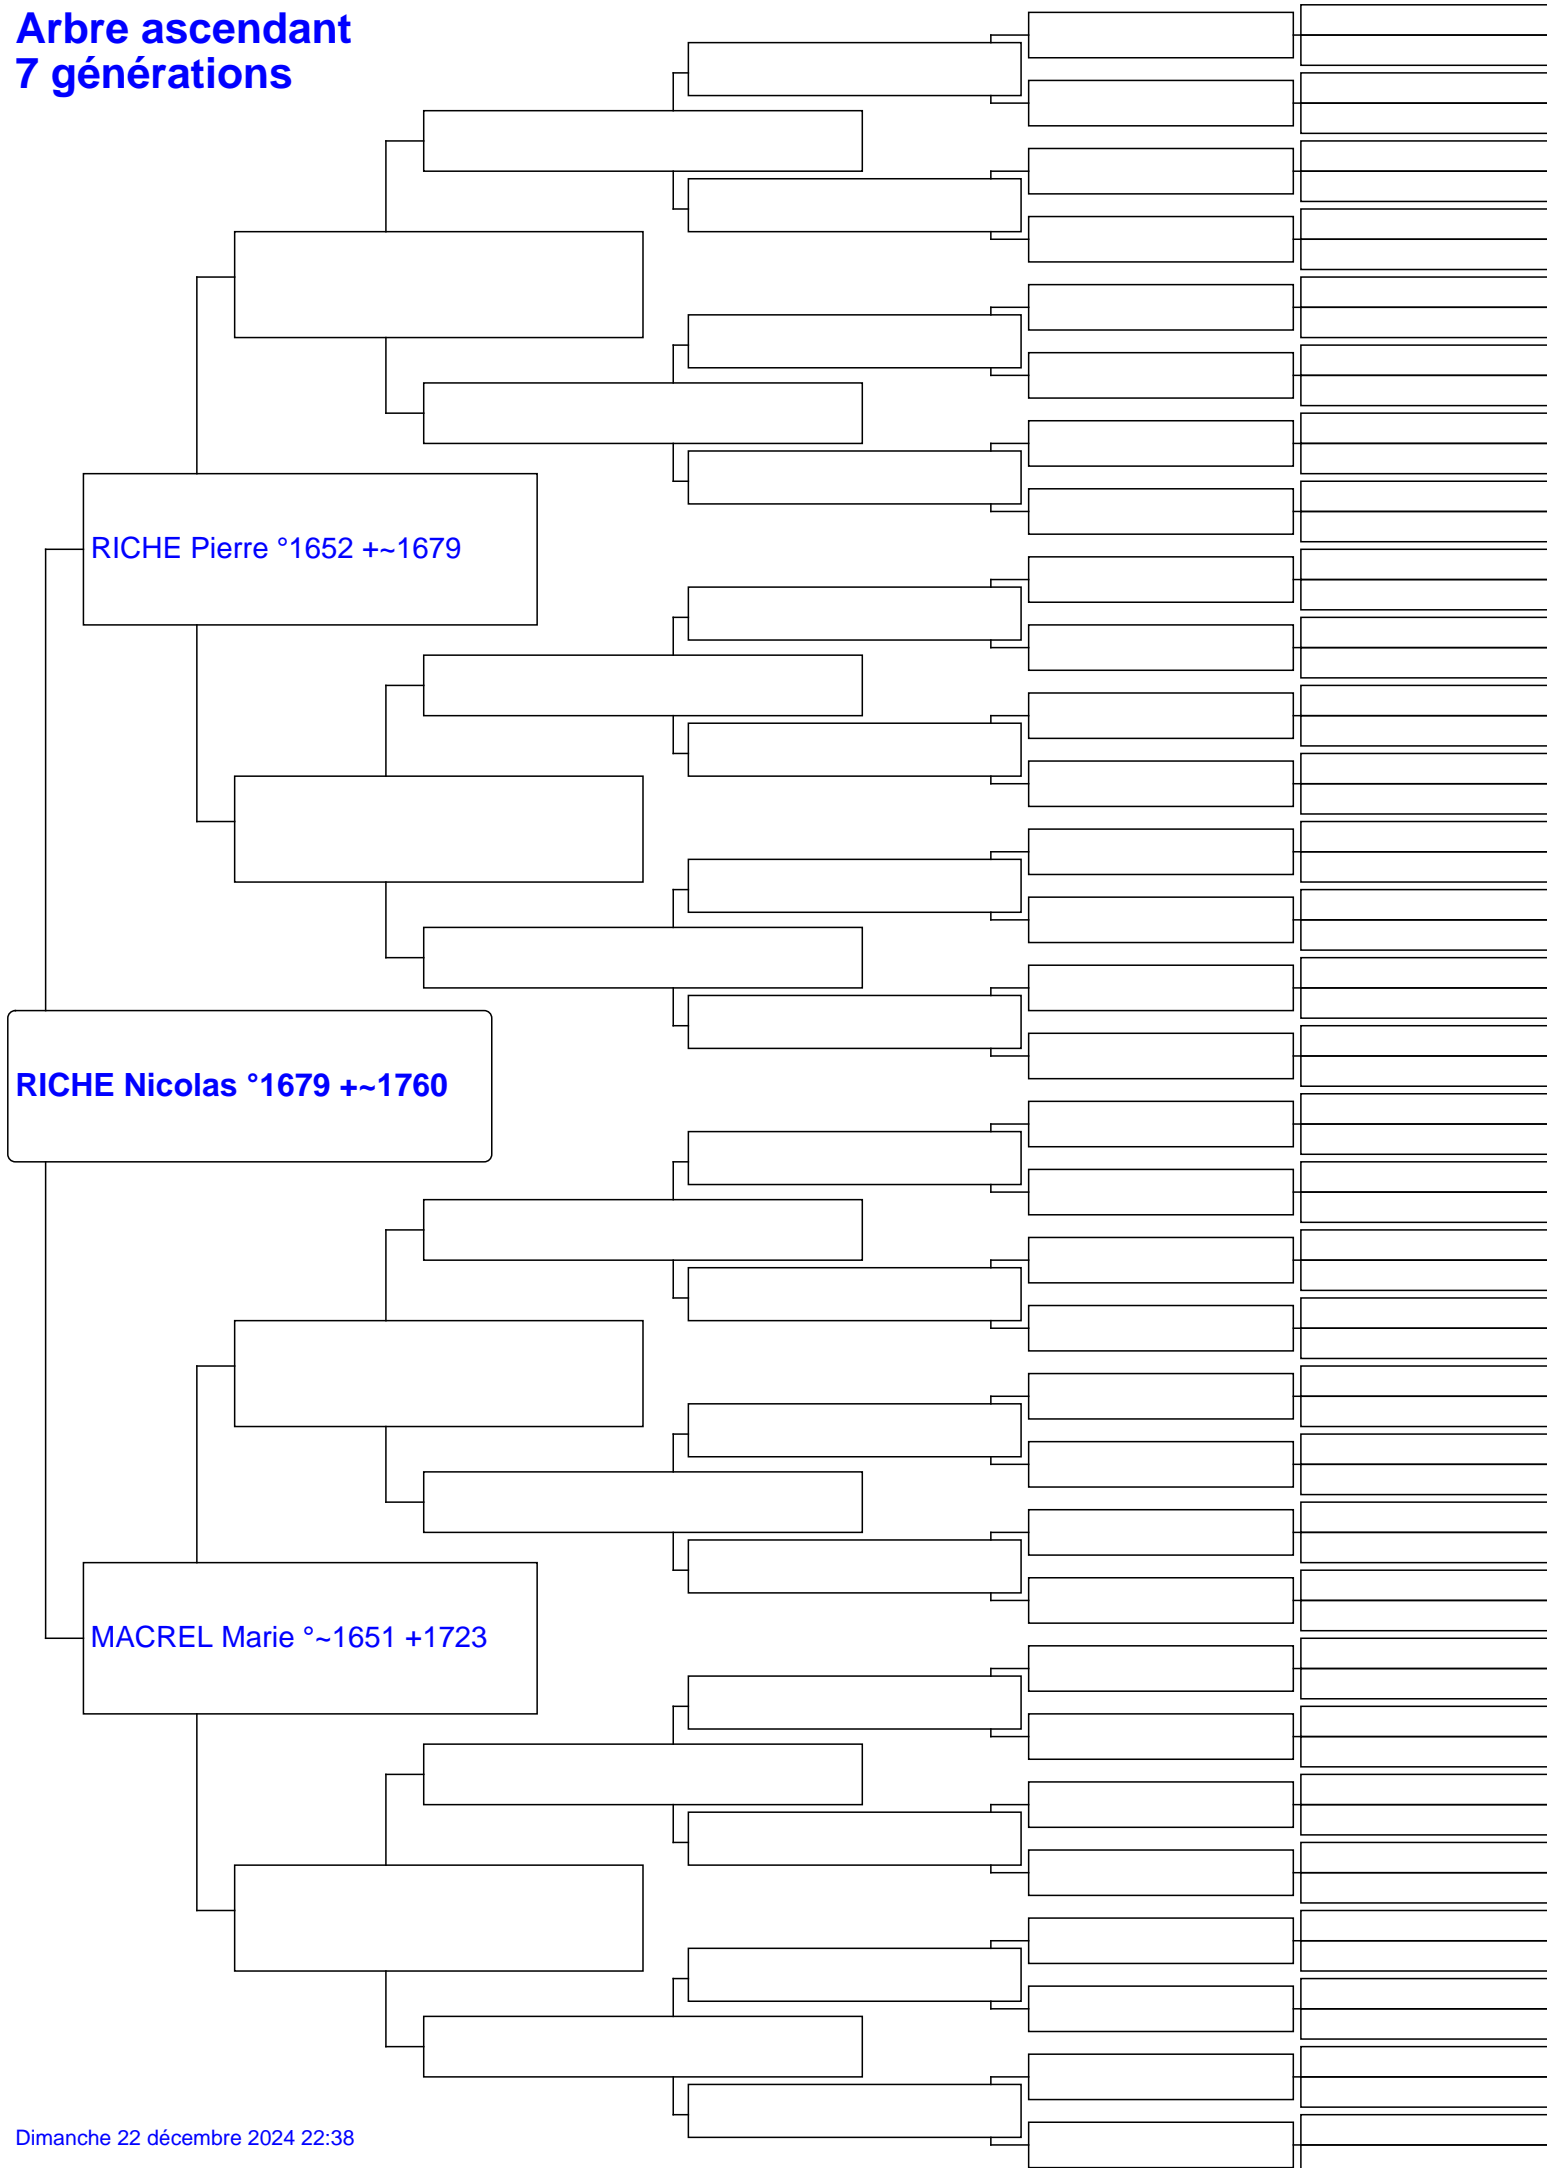 Arbre ascendant
7 générations
RICHE Pierre °1652 +~1679
RICHE Nicolas °1679 +~1760
MACREL Marie °~1651 +1723
Dimanche 22 décembre 2024 22:38